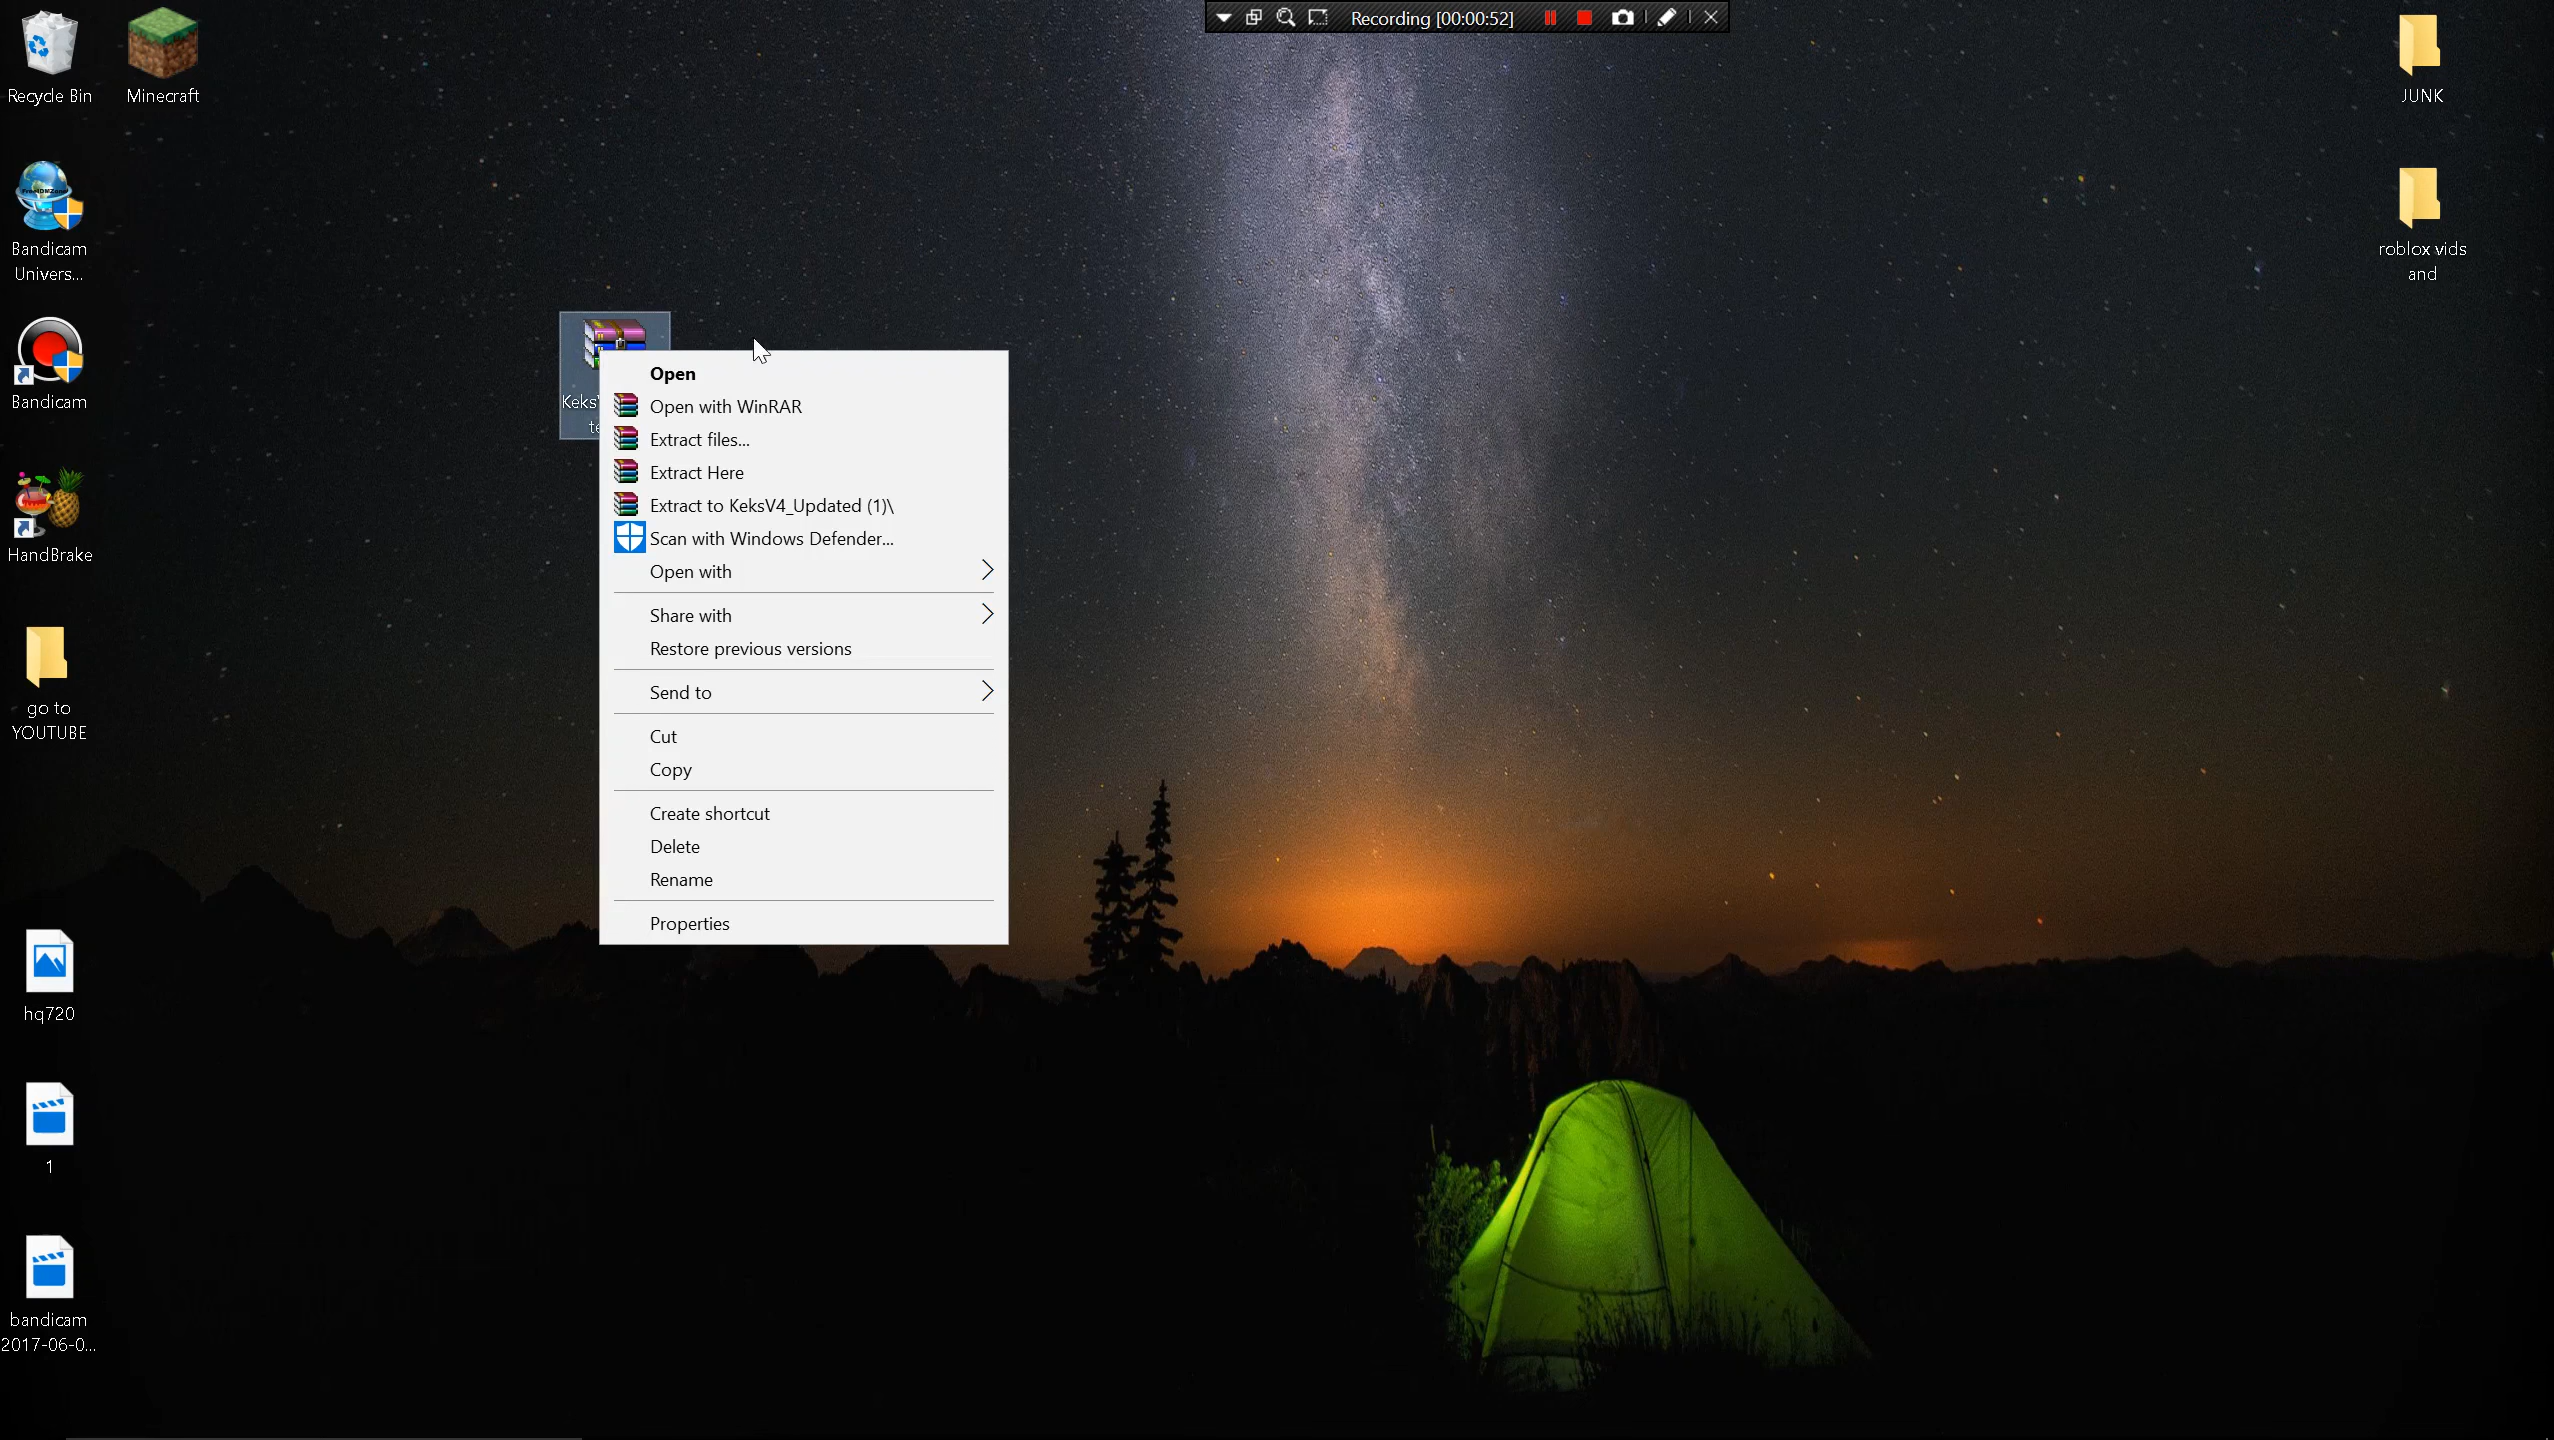 Recording [00:00:52]
Recycle Bin
Minecraft
JUNK
Bandicam
Univers...
roblox vids
and
Bandicam
HandBrake
go to
YOUTUBE
hq720
1
bandicam
2017-06-0...
Keks
te
Open
Open with WinRAR
Extract files...
Extract Here
Extract to KeksV4_Updated (1)\
Scan with Windows Defender...
Open with
Share with
Restore previous versions
Send to
Cut
Copy
Create shortcut
Delete
Rename
Properties